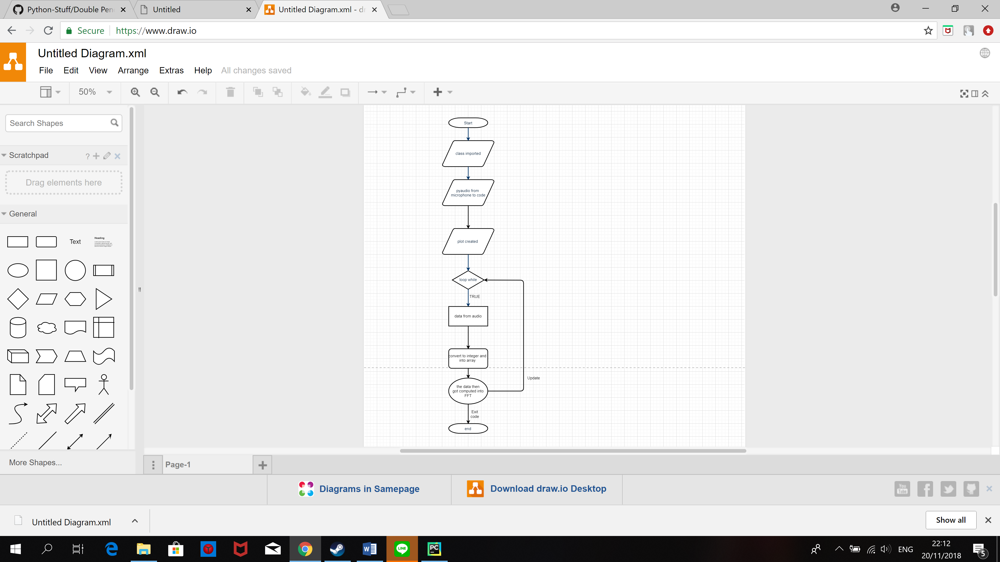 Python-Stuff/Double Pen
Untitled
Untitled Diagram.xml - dr
Secure
https://www.draw.io
Untitled Diagram.xml
File Edit View Arrange Extras Help All changes saved
50%
Search Shapes
Scratchpad
?
Drag elements here
General
Text
Heading
Start
class imported
pyaudio from
microphone to code
plot created
loop while
TRUE
data from audio
convert to integer and
into array
Update
the data then
got computed into
FFT
Exit
code
end
More Shapes...
Page-1
Diagrams in Samepage
Download draw.io Desktop
You
Tube
Untitled Diagram.xml
Show all
LINE
PC
W
ENG
22:12
20/11/2018
5